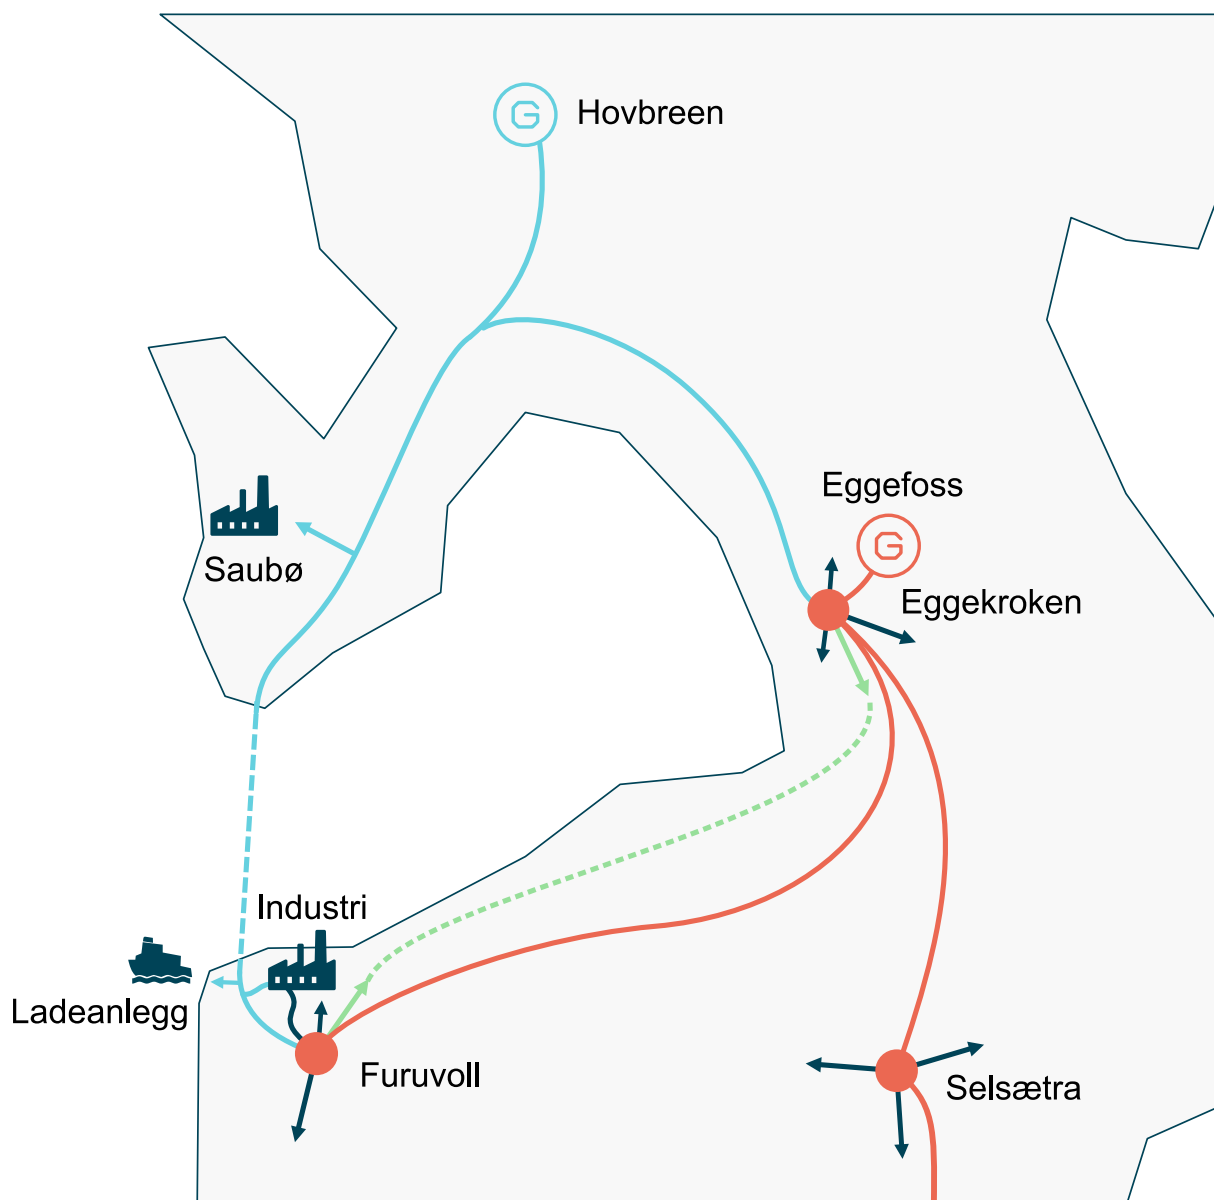 G
Hovbreen
Eggefoss
G
Saubø
Eggekroken
Industri
Ladeanlegg
Furuvoll
Selsætra